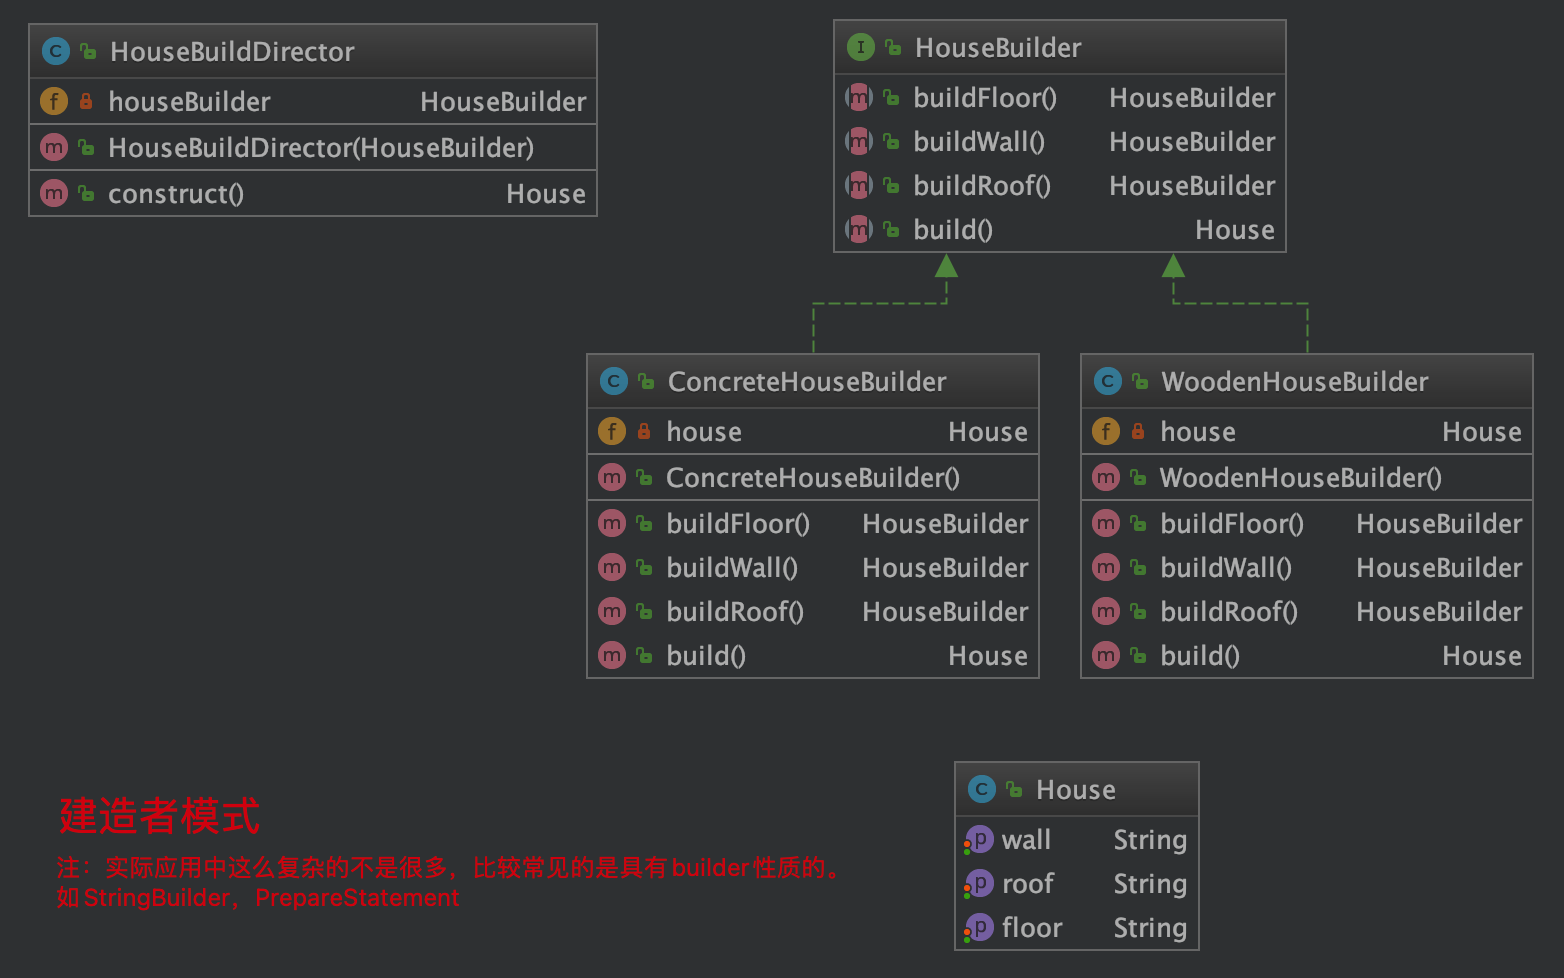 HouseBuildDirector
houseBuilder HouseBuilder
HouseBuildDirector(HouseBuilder)
construct() House
HouseBuilder
buildFloor() HouseBuilder
buildWall() HouseBuilder
buildRoof() HouseBuilder
build() House
ConcreteHouseBuilder
house House
ConcreteHouseBuilder()
buildFloor() HouseBuilder
buildWall() HouseBuilder
buildRoof() HouseBuilder
build() House
WoodenHouseBuilder
house House
WoodenHouseBuilder()
buildFloor() HouseBuilder
buildWall() HouseBuilder
buildRoof() HouseBuilder
build() House
House
wall String
roof String
floor String
建造者模式
注：实际应用中这么复杂的不是很多，比较常见的是具有builder性质的。
如StringBuilder，PrepareStatement